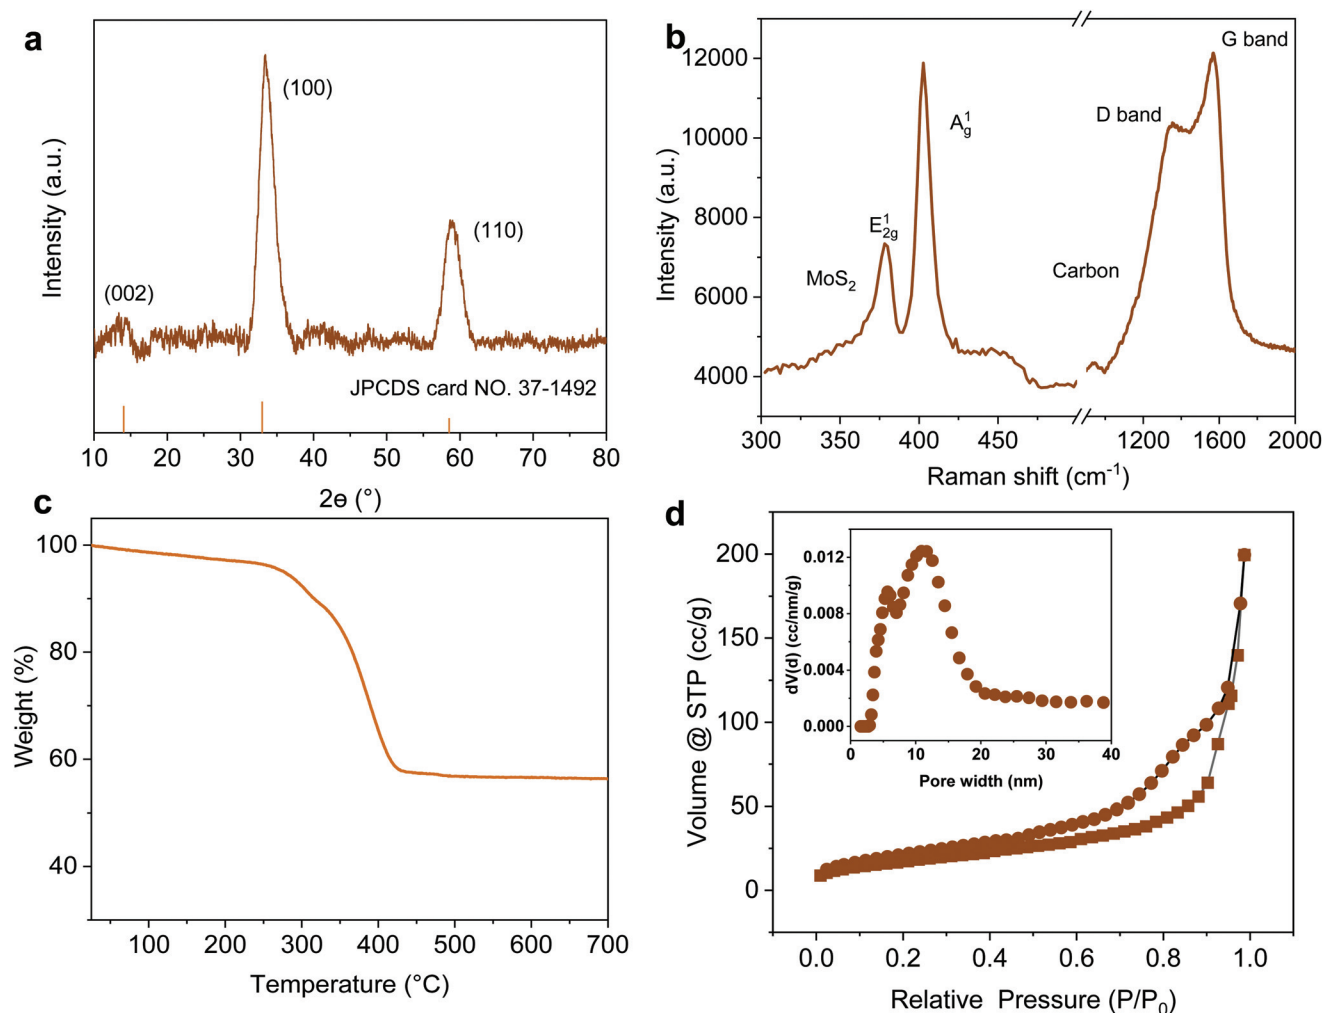 a
Intensity (a.u.)
(002)
(100)
(110)
JPCDS card NO. 37-1492
10 20 30 40 50 60 70 80
2ɵ (°)
b
Intensity (a.u.)
12000
10000
8000
6000
4000
MoS₂
E¹₂g
A¹g
Carbon
D band
G band
300 350 400 450 1200 1600 2000
Raman shift (cm⁻¹)
c
Weight (%)
100
80
60
40
100 200 300 400 500 600 700
Temperature (°C)
d
Volume @ STP (cc/g)
200
150
100
50
0
dV(d) (cc/nm/g)
0.012
0.008
0.004
0.000
0 10 20 30 40
Pore width (nm)
0.0 0.2 0.4 0.6 0.8 1.0
Relative Pressure (P/P₀)